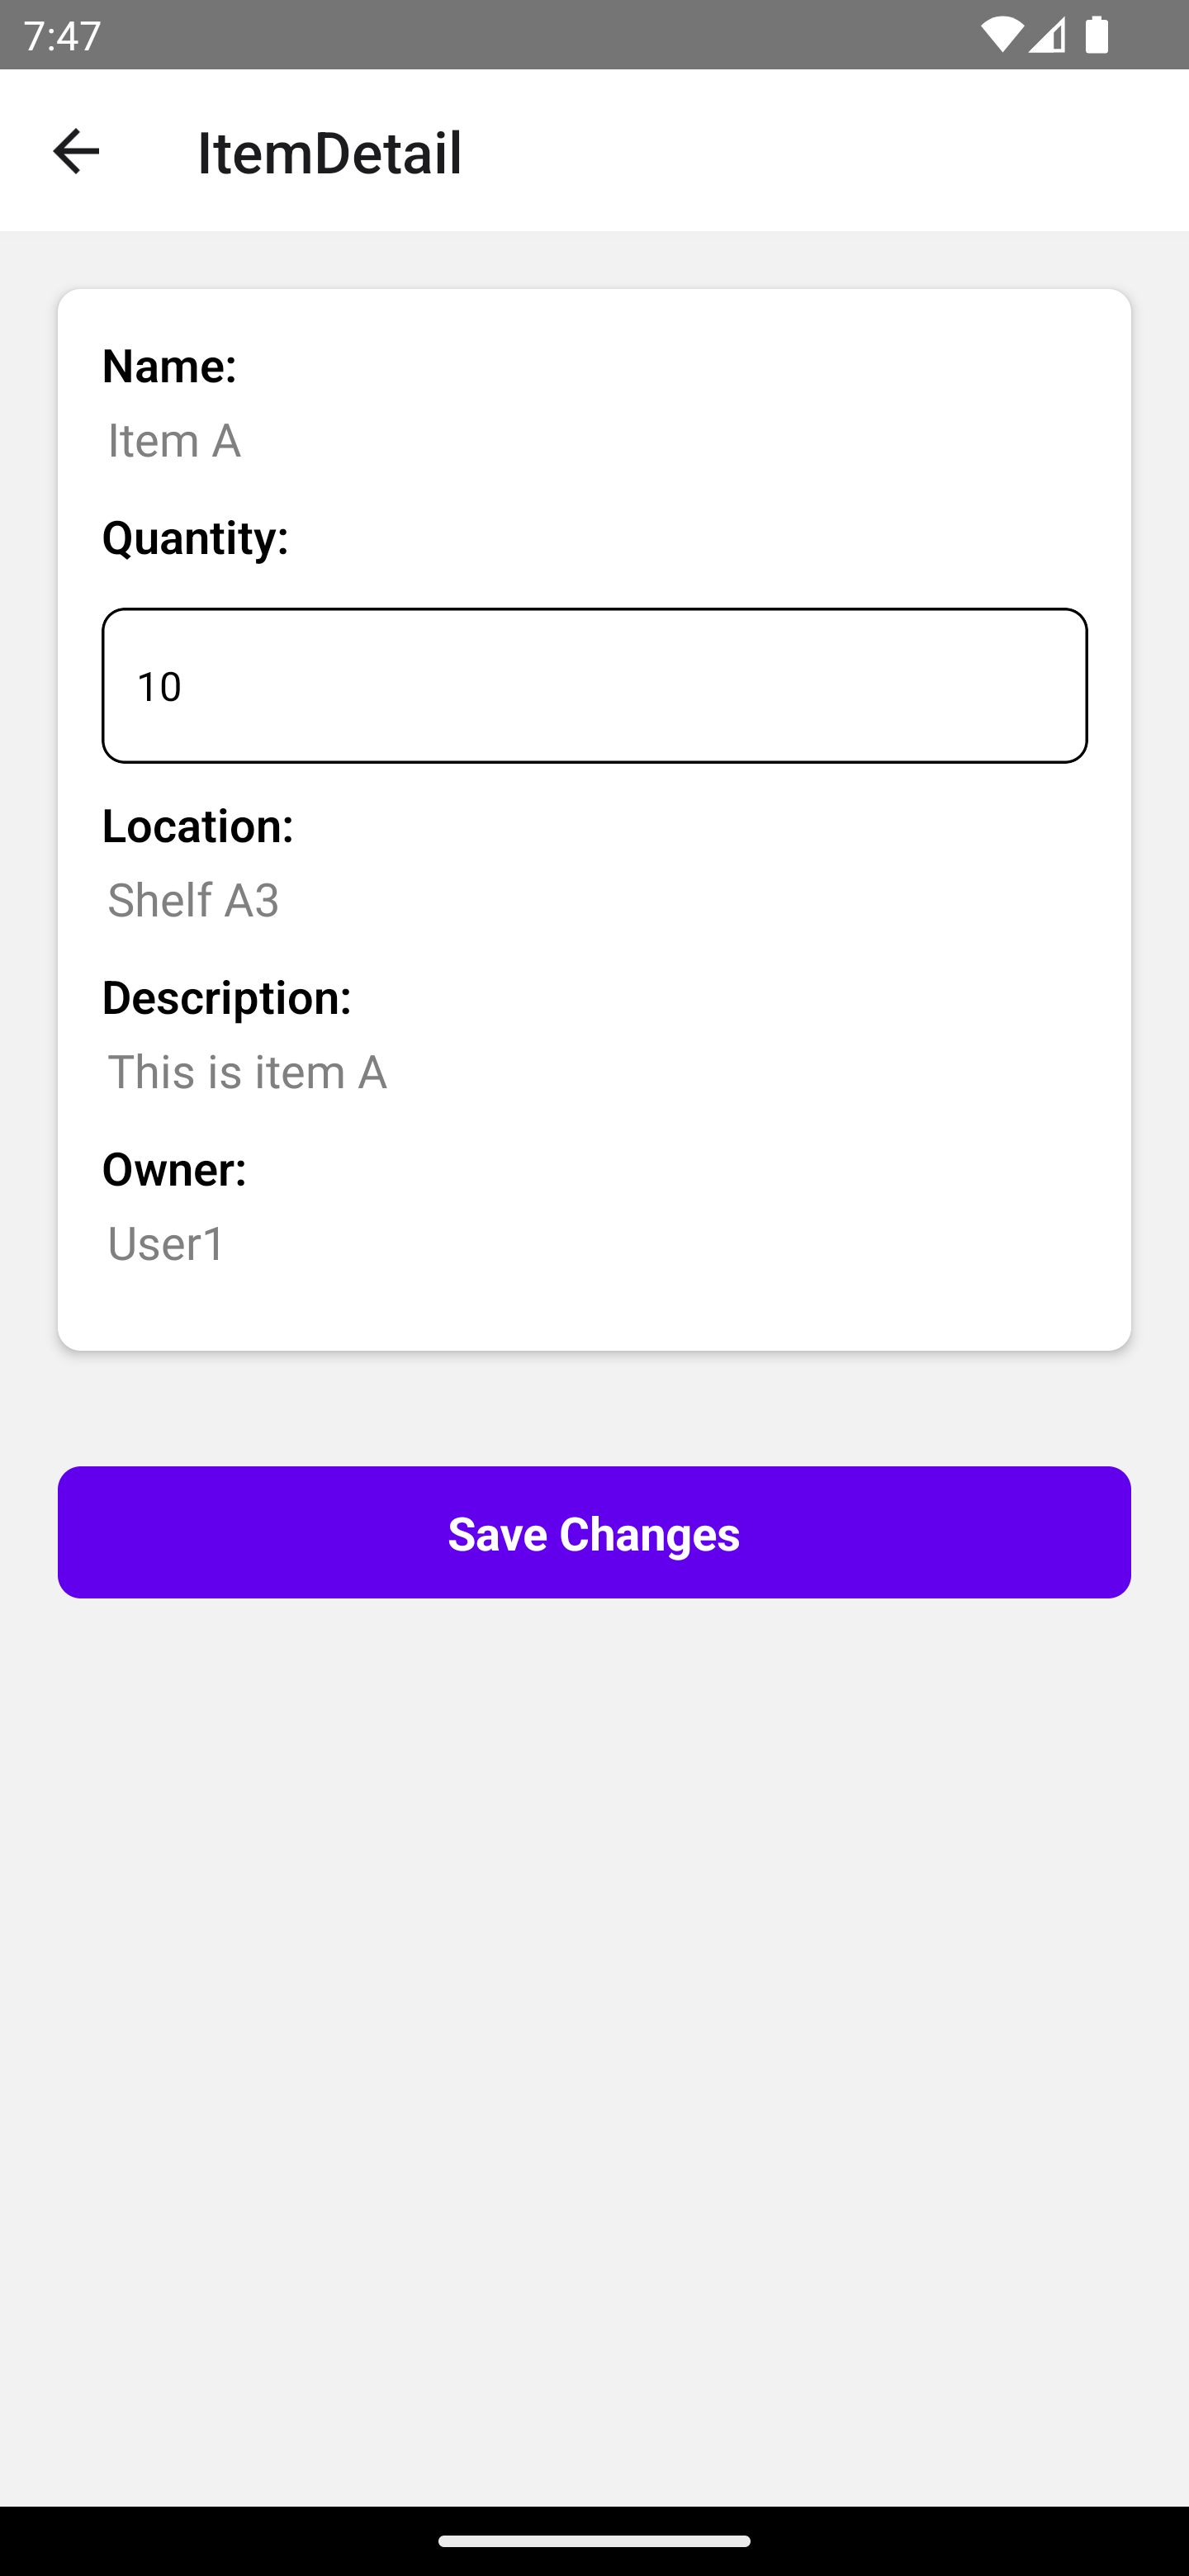 7:47
ItemDetail
Name:
Item A
Quantity:
10
Location:
Shelf A3
Description:
This is item A
Owner:
User1
Save Changes